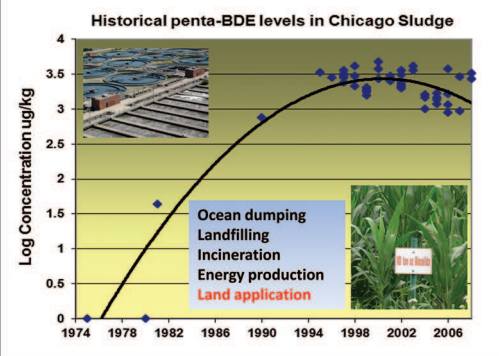 Historical penta-BDE levels in Chicago Sludge
Log Concentration ug/kg
4
3.5
3
2.5
2
1.5
1
0.5
0
1974 1978 1982 1986 1990 1994 1998 2002 2006
Ocean dumping
Landfilling
Incineration
Energy production
Land application